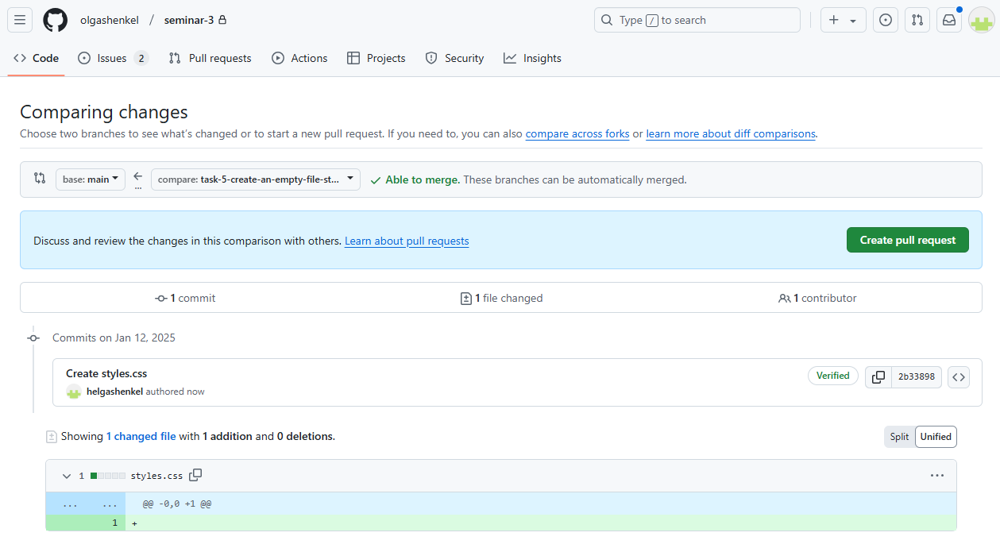 olgashenkel / seminar-3
Type / to search
Code
Issues 2
Pull requests
Actions
Projects
Security
Insights
Comparing changes
Choose two branches to see what's changed or to start a new pull request. If you need to, you can also compare across forks or learn more about diff comparisons.
base: main
...
compare: task-5-create-an-empty-file-st...
Able to merge. These branches can be automatically merged.
Discuss and review the changes in this comparison with others. Learn about pull requests
Create pull request
1 commit
1 file changed
1 contributor
Commits on Jan 12, 2025
Create styles.css
helgashenkel authored now
Verified
2b33898
Showing 1 changed file with 1 addition and 0 deletions.
Split
Unified
1 styles.css
... ... @@ -0,0 +1 @@
1 +